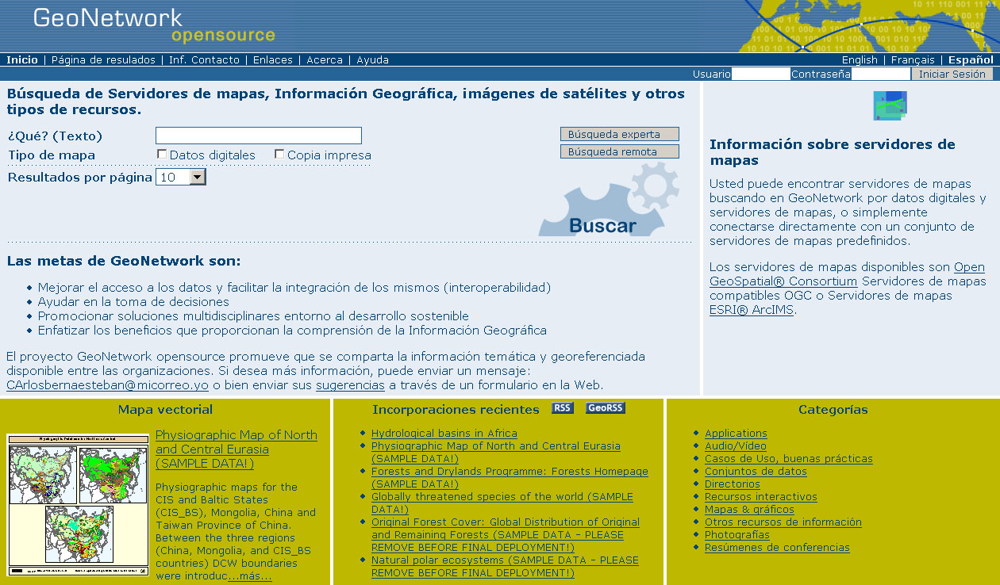 GeoNetwork
opensource
10 11 110 001 11
Inicio | Página de resulados | Inf. Contacto | Enlaces | Acerca | Ayuda
English | Français | Español
Usuario Contraseña Iniciar Sesión
Búsqueda de Servidores de mapas, Información Geográfica, imágenes de satélites y otros
tipos de recursos.
¿Qué? (Texto)
Búsqueda experta
Tipo de mapa Datos digitales Copia impresa
Búsqueda remota
Resultados por página 10
Buscar
Las metas de GeoNetwork son:
• Mejorar el acceso a los datos y facilitar la integración de los mismos (interoperabilidad)
• Ayudar en la toma de decisiones
• Promocionar soluciones multidisciplinares entorno al desarrollo sostenible
• Enfatizar los beneficios que proporcionan la comprensión de la Información Geográfica
El proyecto GeoNetwork opensource promueve que se comparta la información temática y georeferenciada
disponible entre las organizaciones. Si desea más información, puede enviar un mensaje:
CArlosbernaesteban@micorreo.yo o bien enviar sus sugerencias a través de un formulario en la Web.
Información sobre servidores de
mapas
Usted puede encontrar servidores de mapas
buscando en GeoNetwork por datos digitales y
servidores de mapas, o simplemente
conectarse directamente con un conjunto de
servidores de mapas predefinidos.
Los servidores de mapas disponibles son Open
GeoSpatial® Consortium Servidores de mapas
compatibles OGC o Servidores de mapas
ESRI® ArcIMS.
Mapa vectorial
Physiographic Map of North
and Central Eurasia
(SAMPLE DATA!)
Physiographic maps for the
CIS and Baltic States
(CIS_BS), Mongolia, China and
Taiwan Province of China.
Between the three regions
(China, Mongolia, and CIS_BS
countries) DCW boundaries
were introduc...más...
Incorporaciones recientes RSS GeoRSS
• Hydrological basins in Africa
• Physiographic Map of North and Central Eurasia
(SAMPLE DATA!)
• Forests and Drylands Programme: Forests Homepage
(SAMPLE DATA!)
• Globally threatened species of the world (SAMPLE
DATA!)
• Original Forest Cover: Global Distribution of Original
and Remaining Forests (SAMPLE DATA - PLEASE
REMOVE BEFORE FINAL DEPLOYMENT!)
• Natural polar ecosystems (SAMPLE DATA - PLEASE
REMOVE BEFORE FINAL DEPLOYMENT!)
Categorías
• Applications
• Audio/Vídeo
• Casos de Uso, buenas prácticas
• Conjuntos de datos
• Directorios
• Recursos interactivos
• Mapas & gráficos
• Otros recursos de información
• Photografías
• Resúmenes de conferencias